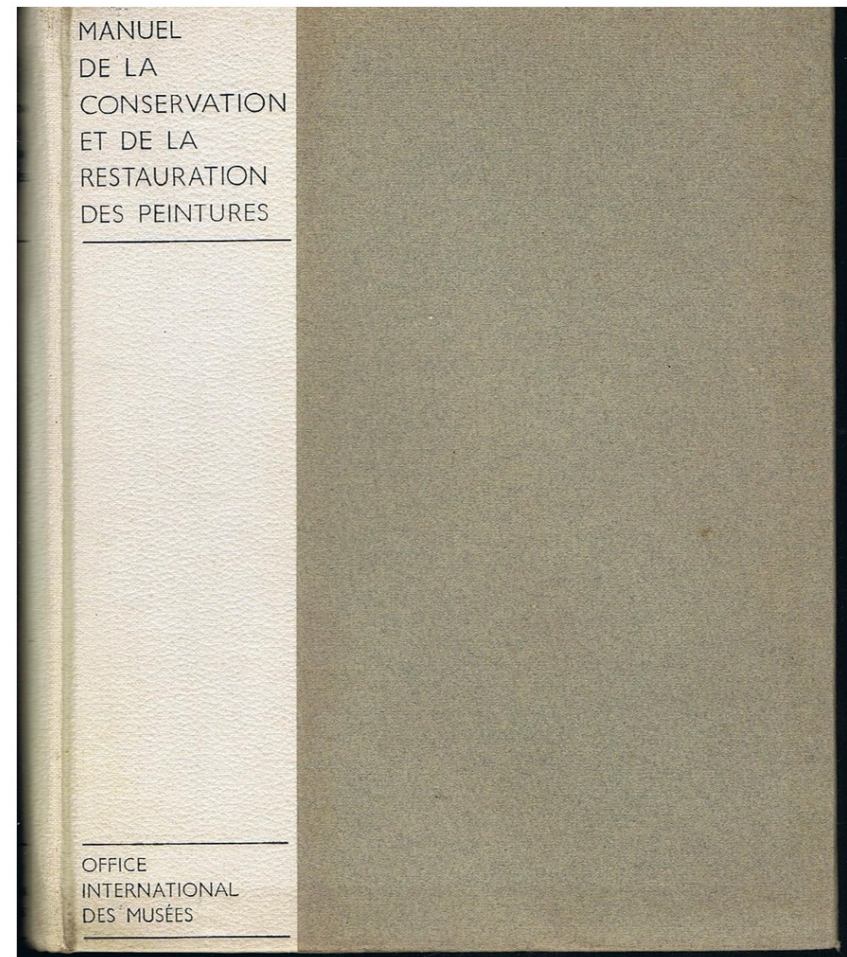 MANUEL
DE LA
CONSERVATION
ET DE LA
RESTAURATION
DES PEINTURES
OFFICE
INTERNATIONAL
DES MUSÉES